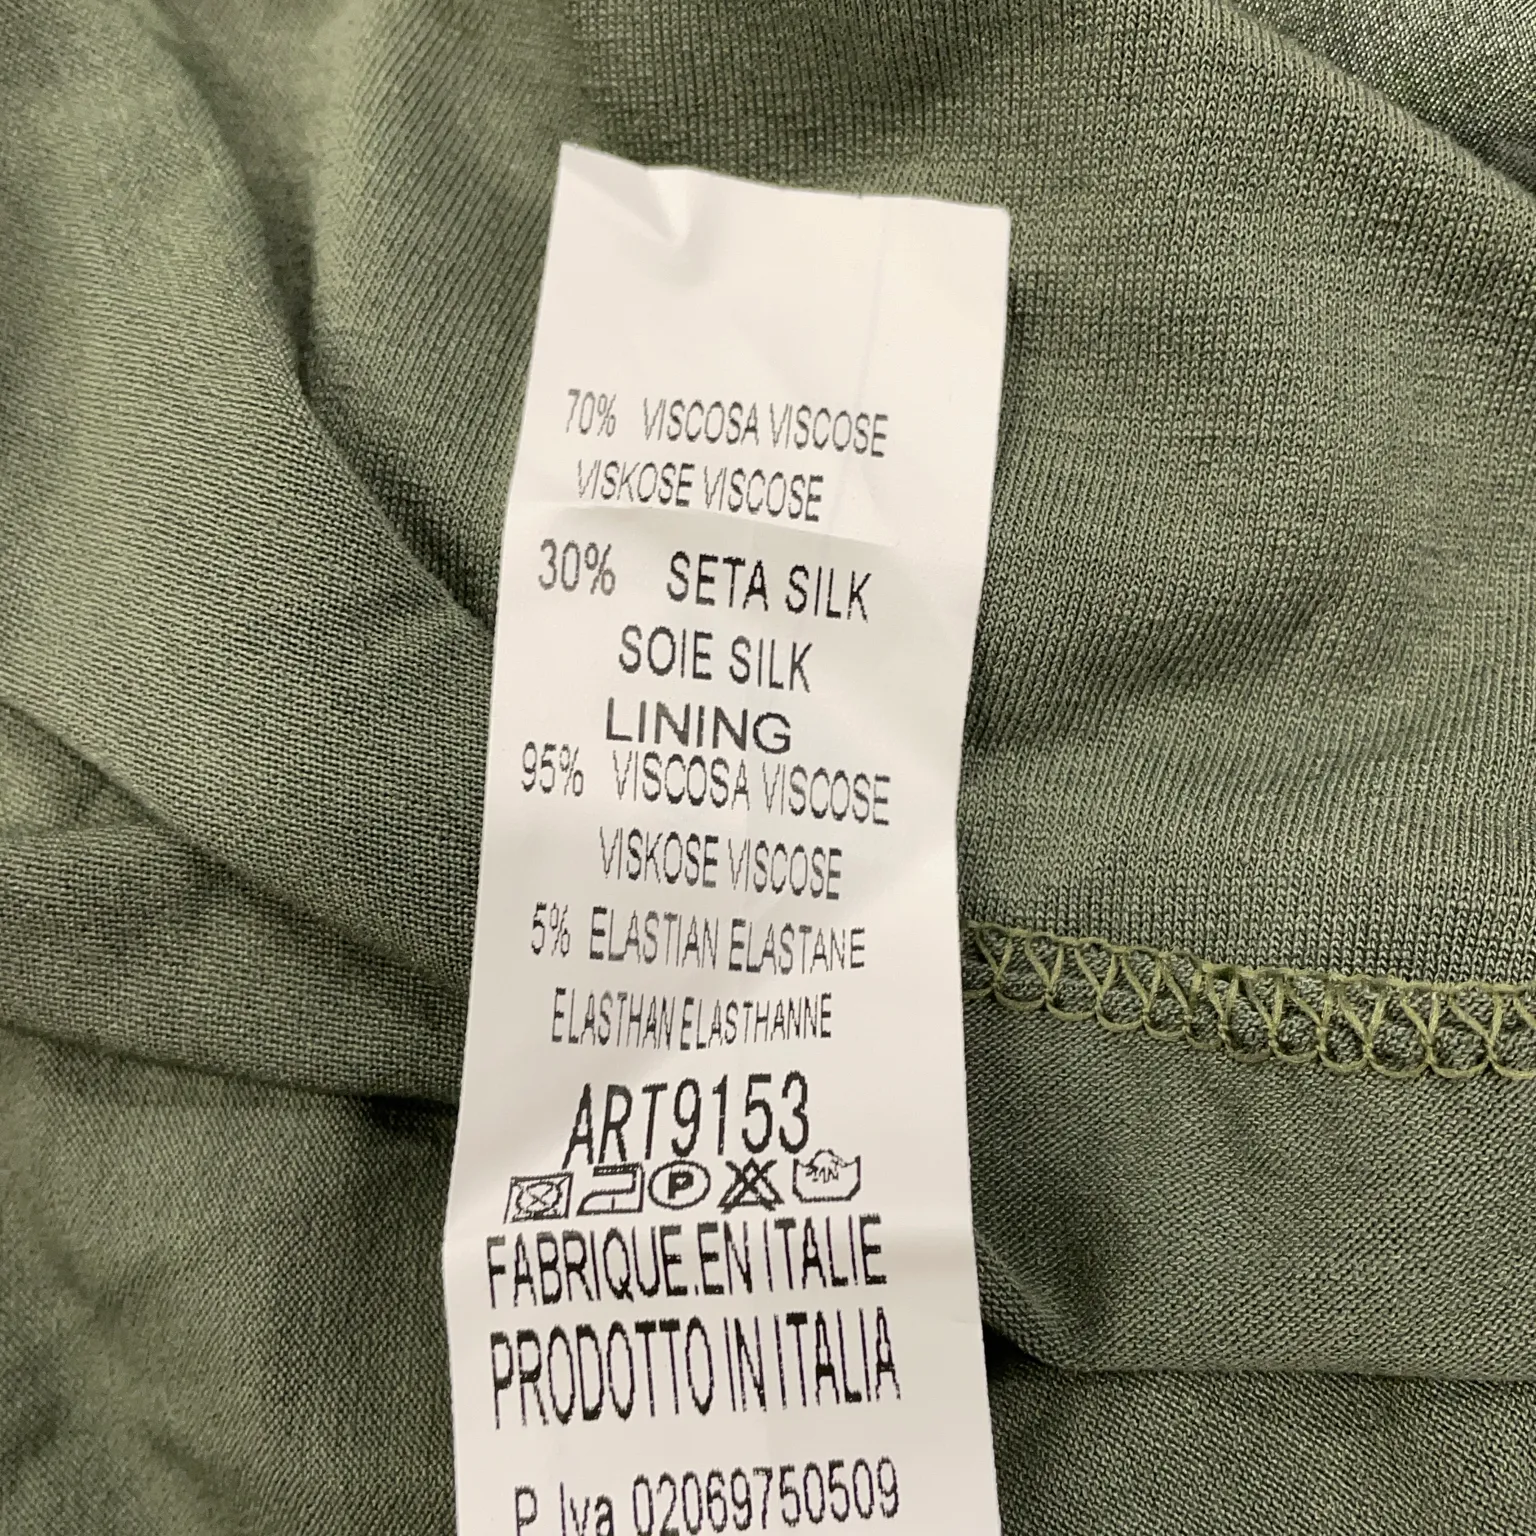 70% VISCOSA VISCOSE
VISKOSE VISCOSE
30% SETA SILK
SOIE SILK
LINING
95% VISCOSA VISCOSE
VISKOSE VISCOSE
5% ELASTIAN ELASTANE
ELASTHAN ELASTHANNE
ART9153
P
FABRIQUE.EN ITALIE
PRODOTTO IN ITALIA
P Iva 02069750509